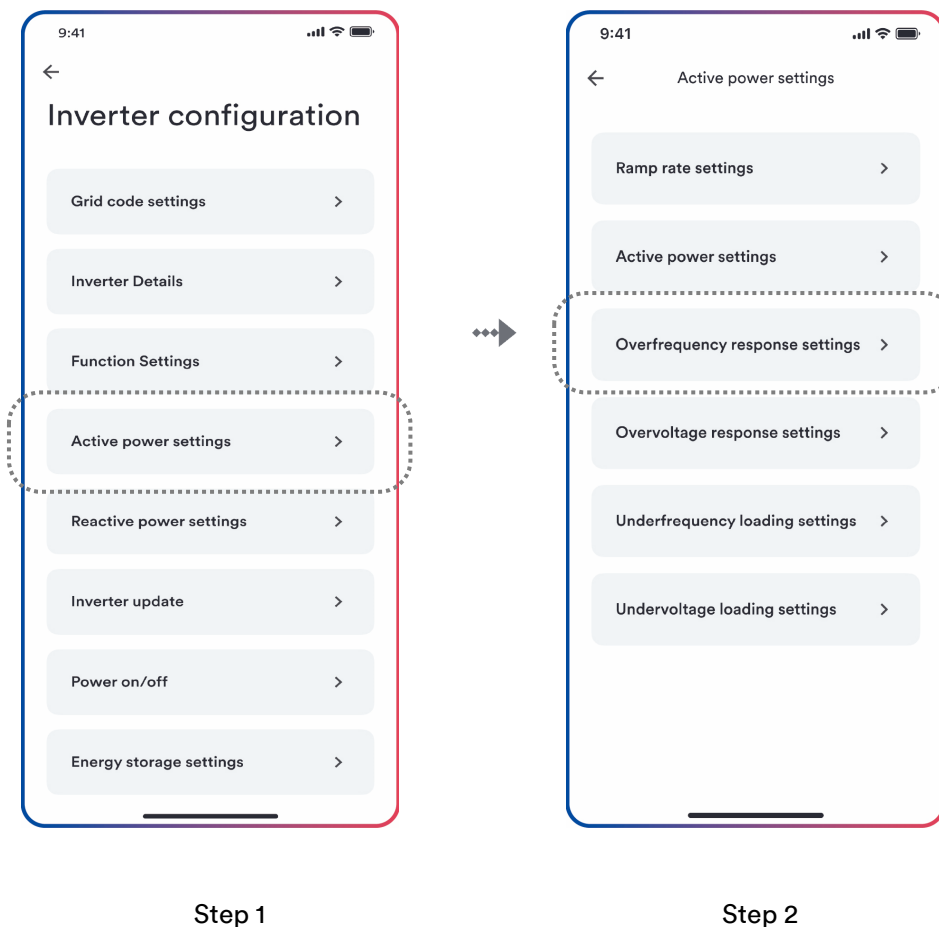 9:41
Inverter configuration
Grid code settings
Inverter Details
Function Settings
Active power settings
Reactive power settings
Inverter update
Power on/off
Energy storage settings
Step 1
9:41
Active power settings
Ramp rate settings
Active power settings
Overfrequency response settings
Overvoltage response settings
Underfrequency loading settings
Undervoltage loading settings
Step 2